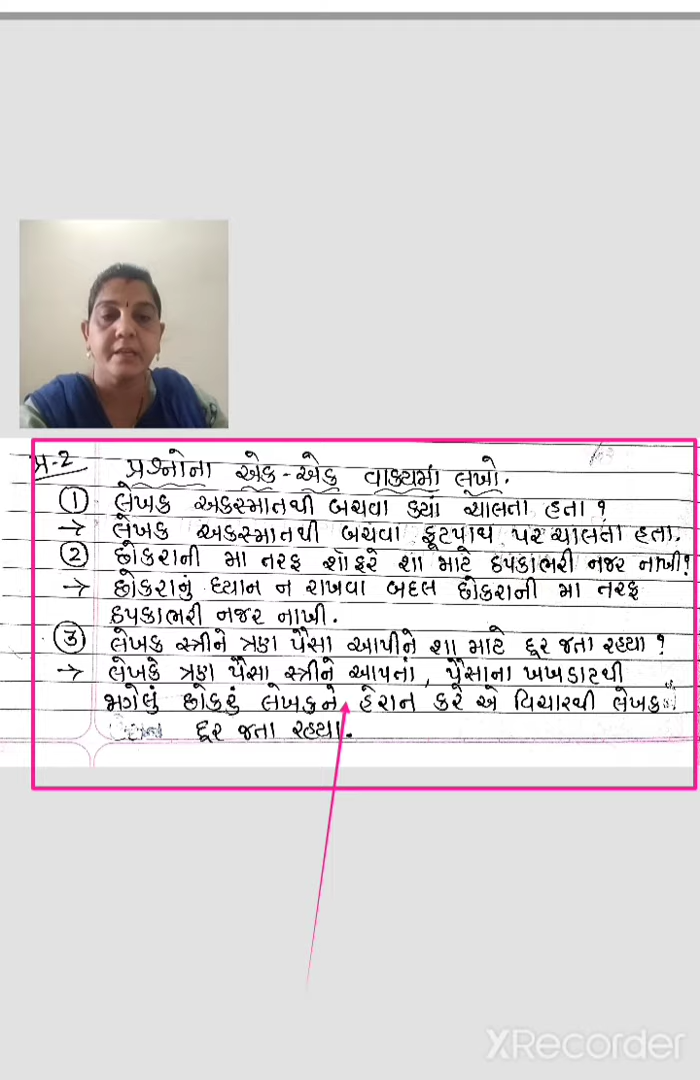 પ્ર-2 પ્રશ્નોના એક-એક વાક્યમાં લખો.
1 લેખક અકસ્માતથી બચવા ક્યાં ચાલતા હતા ?
→ લેખક અકસ્માતથી બચવા ફૂટપાથ પર ચાલતા હતા.
2 છોકરાની મા તરફ શૉફરે શા માટે ઠપકાભરી નજર નાખી?
→ છોકરાનું ધ્યાન ન રાખવા બદલ છોકરાની મા તરફ
ઠપકાભરી નજર નાખી.
3 લેખક સ્ત્રીને ત્રણ પૈસા આપીને શા માટે દૂર જતા રહ્યા ?
→ લેખકે ત્રણ પૈસા સ્ત્રીને આપતાં, પૈસાના ખખડાટથી
જાગેલું છોકરું લેખકને હેરાન કરે એ વિચારથી લેખક
દૂર જતા રહ્યા.
XRecorder